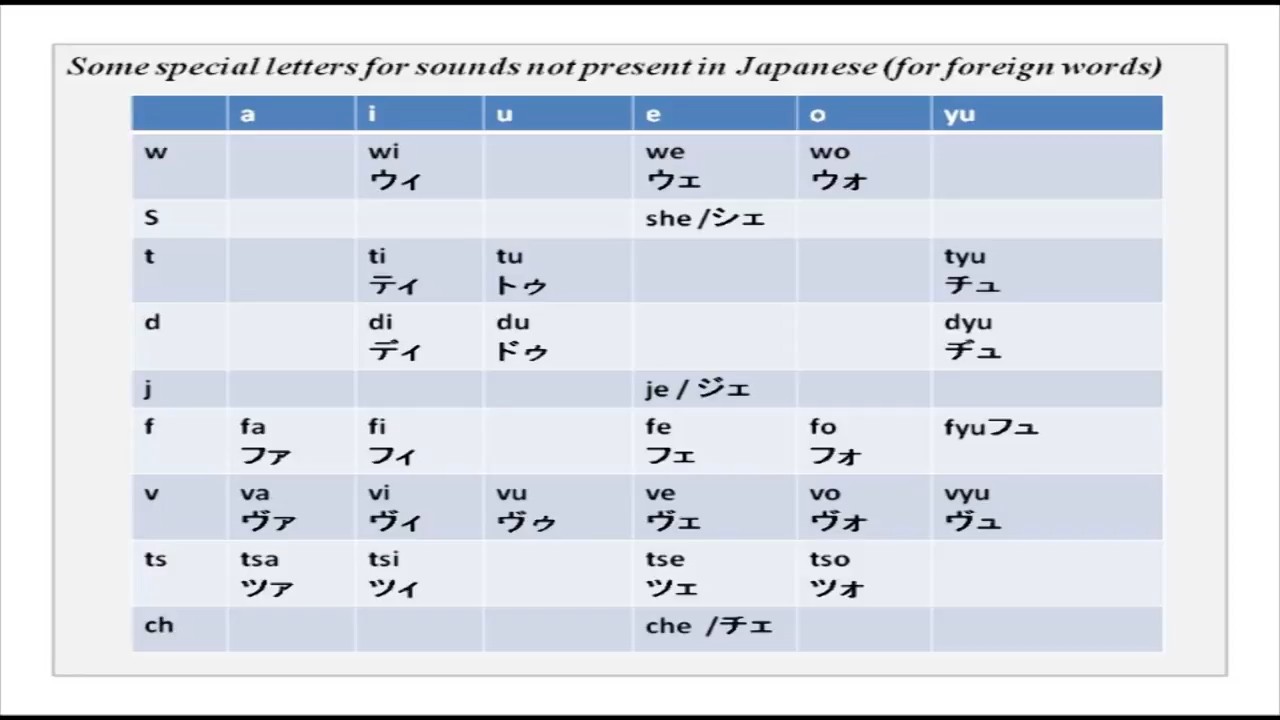 Some special letters for sounds not present in Japanese (for foreign words)
a i u e o yu
w wi we wo
ウィ ウェ ウォ
S she /シェ
t ti tu tyu
ティ トゥ チュ
d di du dyu
ディ ドゥ ヂュ
j je / ジェ
f fa fi fe fo fyuフュ
ファ フィ フェ フォ
v va vi vu ve vo vyu
ヴァ ヴィ ヴゥ ヴェ ヴォ ヴュ
ts tsa tsi tse tso
ツァ ツィ ツェ ツォ
ch che /チェ